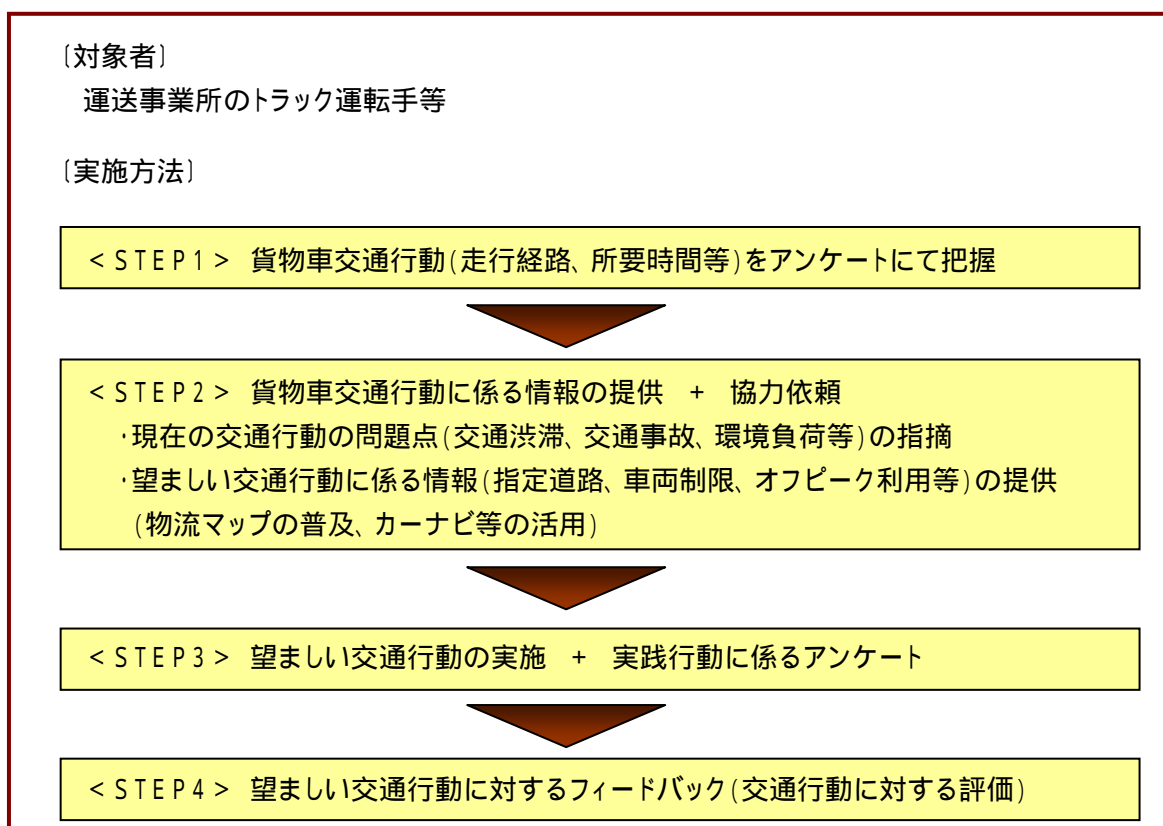 〔対象者〕
運送事業所のトラック運転手等
〔実施方法〕
<STEP1> 貨物車交通行動(走行経路、所要時間等)をアンケートにて把握
<STEP2> 貨物車交通行動に係る情報の提供 + 協力依頼
・現在の交通行動の問題点(交通渋滞、交通事故、環境負荷等)の指摘
・望ましい交通行動に係る情報(指定道路、車両制限、オフピーク利用等)の提供
(物流マップの普及、カーナビ等の活用)
<STEP3> 望ましい交通行動の実施 + 実践行動に係るアンケート
<STEP4> 望ましい交通行動に対するフィードバック(交通行動に対する評価)